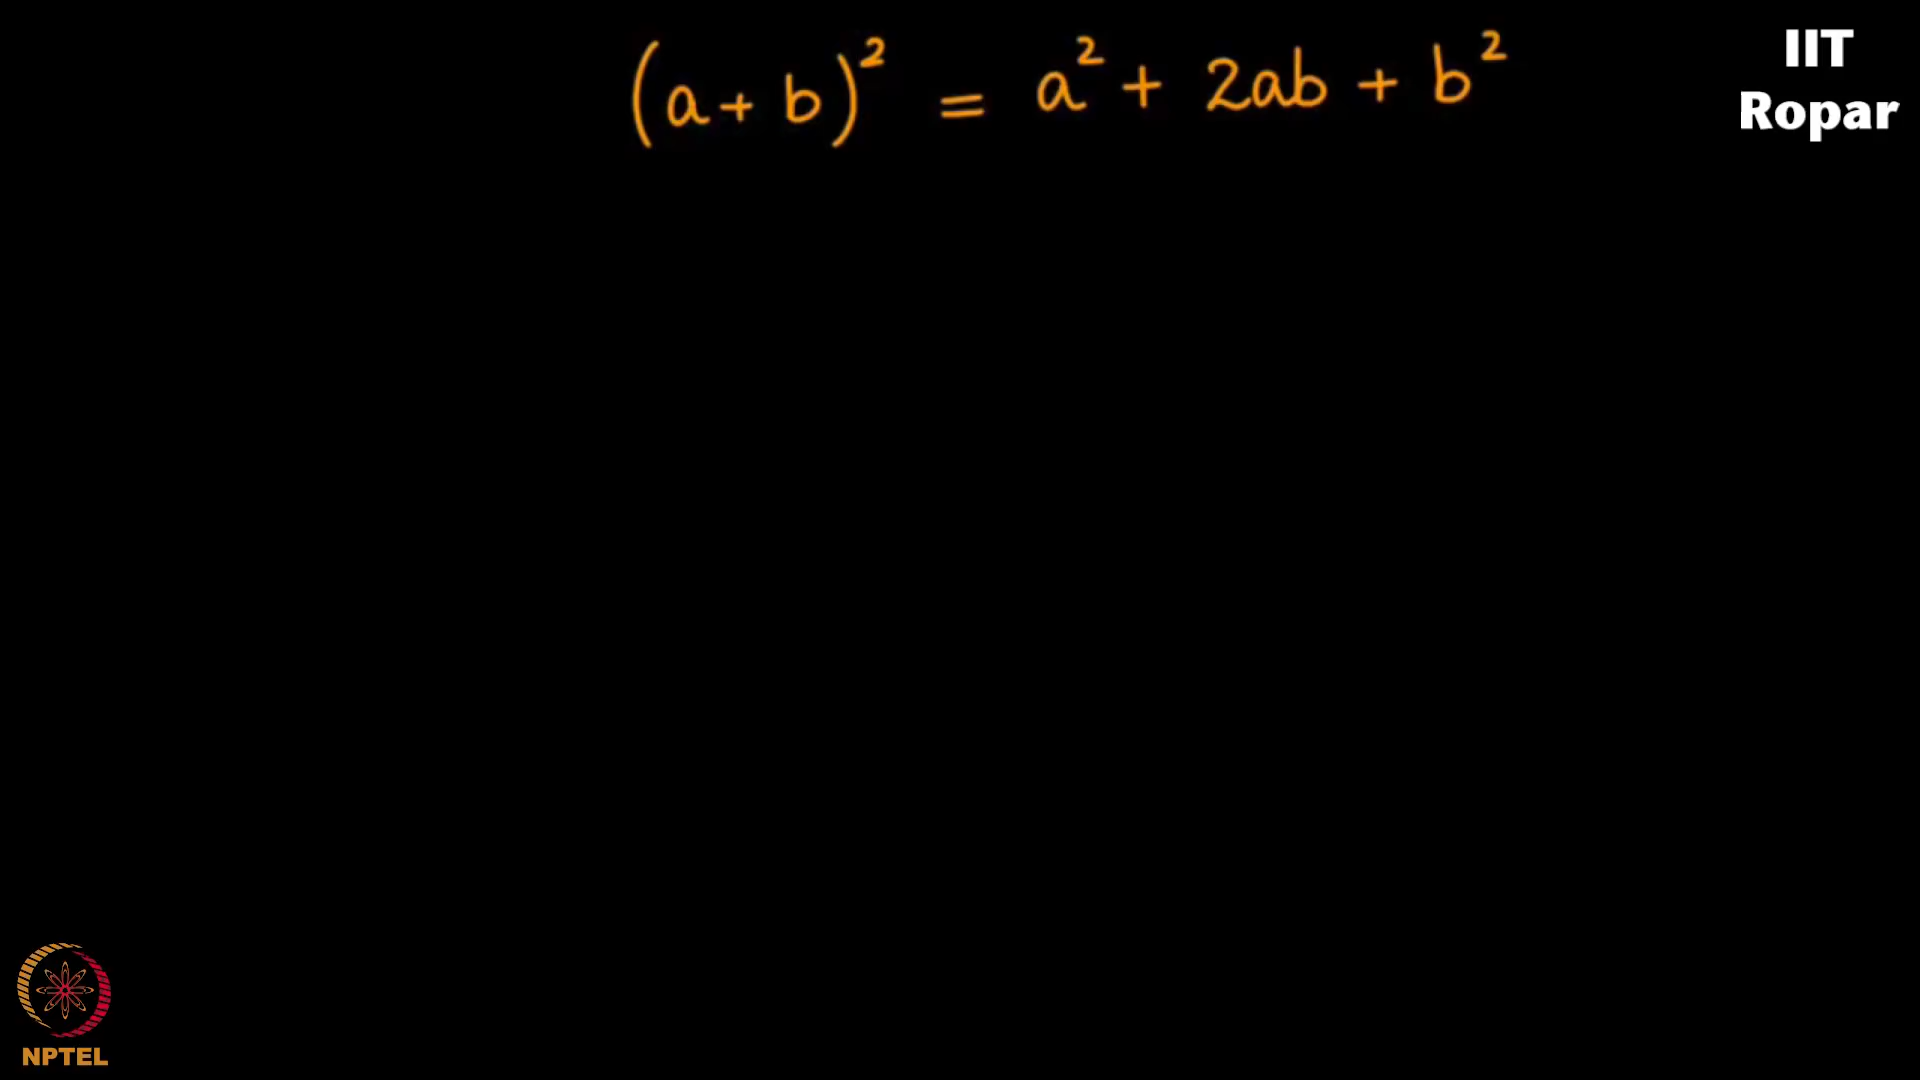 (a + b)² = a² + 2ab + b²
IIT
Ropar
NPTEL